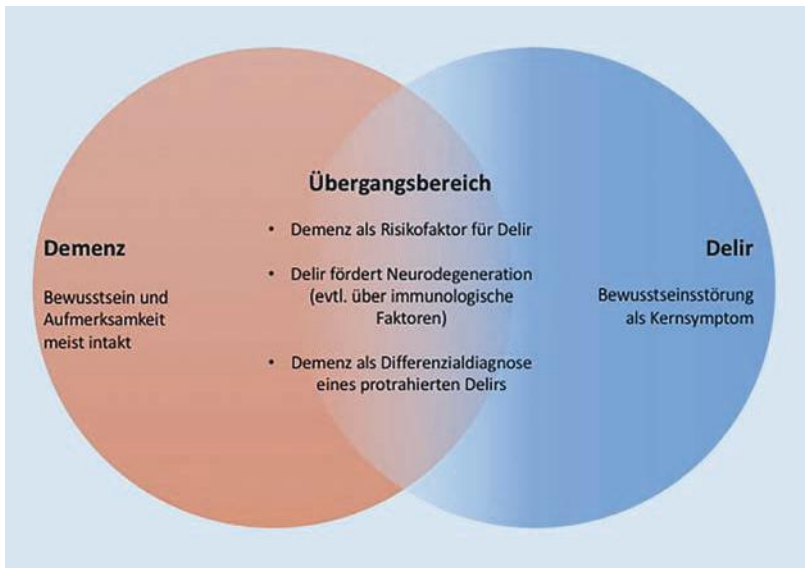 Demenz
Bewusstsein und
Aufmerksamkeit
meist intakt
Übergangsbereich
• Demenz als Risikofaktor für Delir
• Delir fördert Neurodegeneration
(evtl. über immunologische
Faktoren)
• Demenz als Differenzialdiagnose
eines protrahierten Delirs
Delir
Bewusstseinsstörung
als Kernsymptom